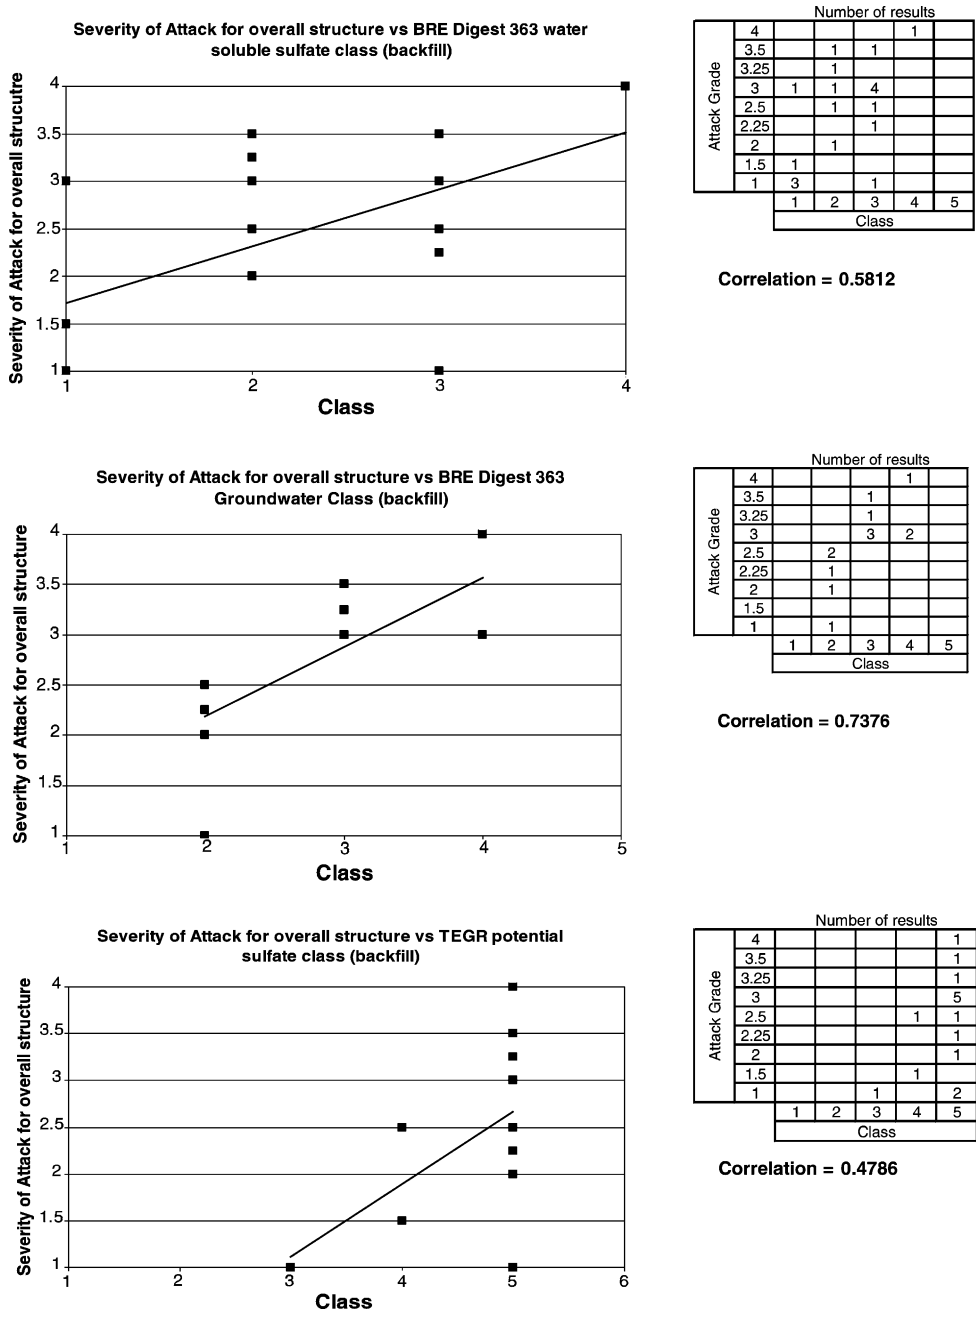 Severity of Attack for overall structure vs BRE Digest 363 water
soluble sulfate class (backfill)
Severity of Attack for overall strucutre
4
3.5
3
2.5
2
1.5
1
1 2 3 4
Class
Number of results
Attack Grade
4 1
3.5 1 1
3.25 1
3 1 1 4
2.5 1 1
2.25 1
2 1
1.5 1
1 3 1
1 2 3 4 5
Class
Correlation = 0.5812
Severity of Attack for overall structure vs BRE Digest 363
Groundwater Class (backfill)
Severity of Attack for overall structure
4
3.5
3
2.5
2
1.5
1
1 2 3 4 5
Class
Number of results
Attack Grade
4 1
3.5 1
3.25 1
3 3 2
2.5 2
2.25 1
2 1
1.5
1 1
1 2 3 4 5
Class
Correlation = 0.7376
Severity of Attack for overall structure vs TEGR potential
sulfate class (backfill)
Severity of Attack for overall structure
4
3.5
3
2.5
2
1.5
1
1 2 3 4 5 6
Class
Number of results
Attack Grade
4 1
3.5 1
3.25 1
3 5
2.5 1 1
2.25 1
2 1
1.5 1
1 1 2
1 2 3 4 5
Class
Correlation = 0.4786